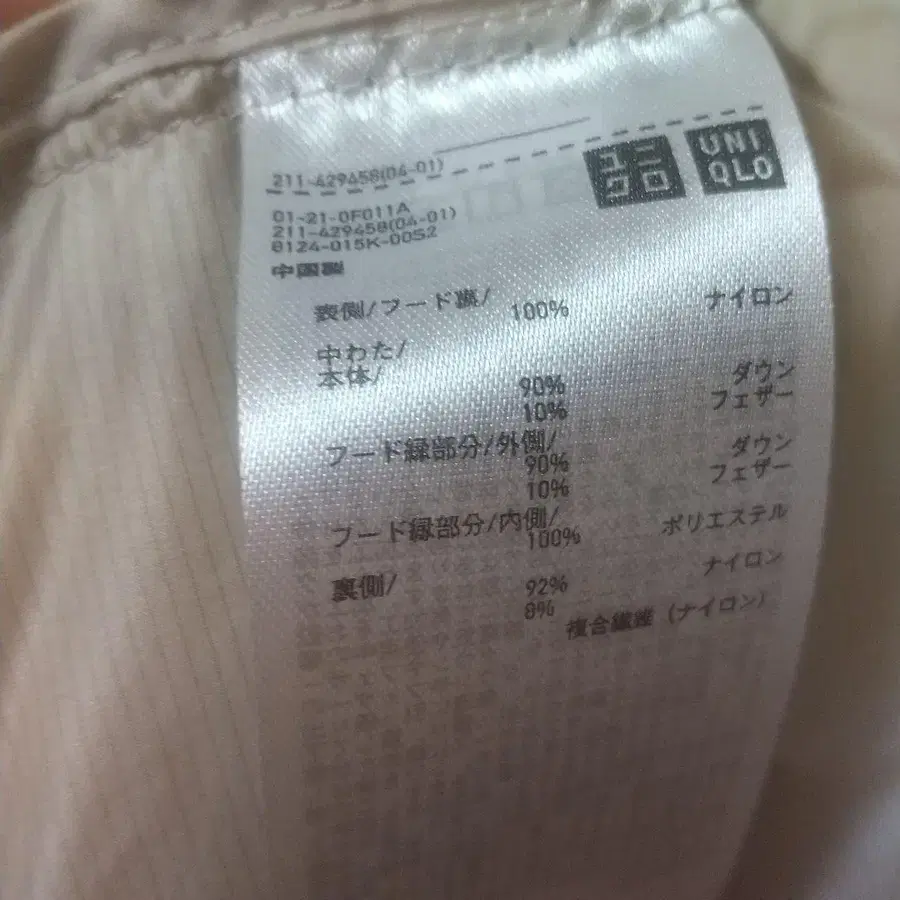 211-429458(04-01)
ユニクロ UNIQLO
01-21-0F011A
211-429458(04-01)
8124-015K-00S2
中国製
表側/フード裏/ 100% ナイロン
中わた/
本体/ 90% ダウン
10% フェザー
フード縁部分/外側/ 90% ダウン
10% フェザー
フード縁部分/内側/ 100% ポリエステル
裏側/ 92% ナイロン
8% 複合繊維(ナイロン)